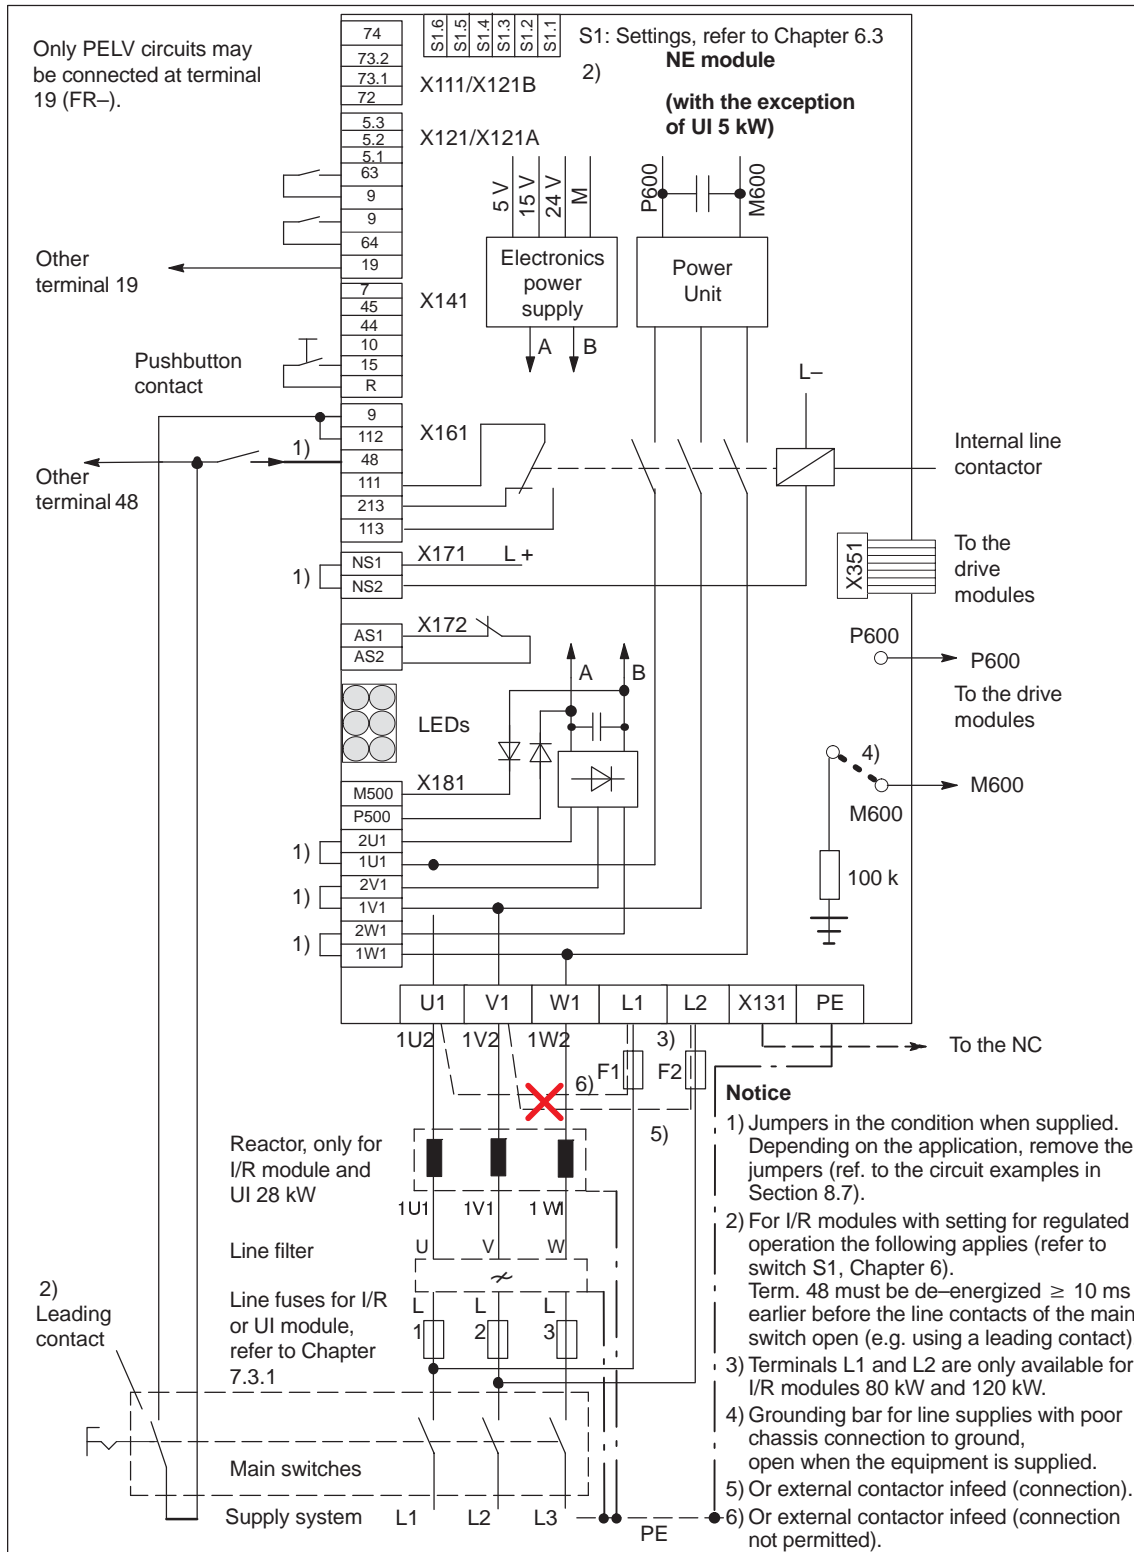 Only PELV circuits may
be connected at terminal
19 (FR–).
74
73.2
73.1
72
S1.6
S1.5
S1.4
S1.3
S1.2
S1.1
S1: Settings, refer to Chapter 6.3
2)
NE module
(with the exception
of UI 5 kW)
X111/X121B
5.3
5.2
5.1
63
9
9
64
19
X121/X121A
5 V
15 V
24 V
M
P600
M600
Electronics
power
supply
Power
Unit
A
B
Other
terminal 19
7
45
44
10
15
R
X141
Pushbutton
contact
L–
9
112
48
111
213
113
X161
1)
Other
terminal 48
Internal line
contactor
NS1
NS2
X171
L +
1)
X351
To the
drive
modules
AS1
AS2
X172
A
B
P600
P600
To the drive
modules
LEDs
4)
M600
M600
100 k
M500
P500
2U1
1U1
2V1
1V1
2W1
1W1
X181
1)
1)
1)
U1
V1
W1
L1
L2
X131
PE
1U2
1V2
1W2
3)
F1
F2
6)
5)
To the NC
Reactor, only for
I/R module and
UI 28 kW
1U1
1V1
1W1
U
V
W
Line filter
Line fuses for I/R
or UI module,
refer to Chapter
7.3.1
L
1
L
2
L
3
2)
Leading
contact
Main switches
Supply system
L1
L2
L3
PE
Notice
1) Jumpers in the condition when supplied.
Depending on the application, remove the
jumpers (ref. to the circuit examples in
Section 8.7).
2) For I/R modules with setting for regulated
operation the following applies (refer to
switch S1, Chapter 6).
Term. 48 must be de–energized ≥ 10 ms
earlier before the line contacts of the main
switch open (e.g. using a leading contact)
3) Terminals L1 and L2 are only available for
I/R modules 80 kW and 120 kW.
4) Grounding bar for line supplies with poor
chassis connection to ground,
open when the equipment is supplied.
5) Or external contactor infeed (connection).
6) Or external contactor infeed (connection
not permitted).